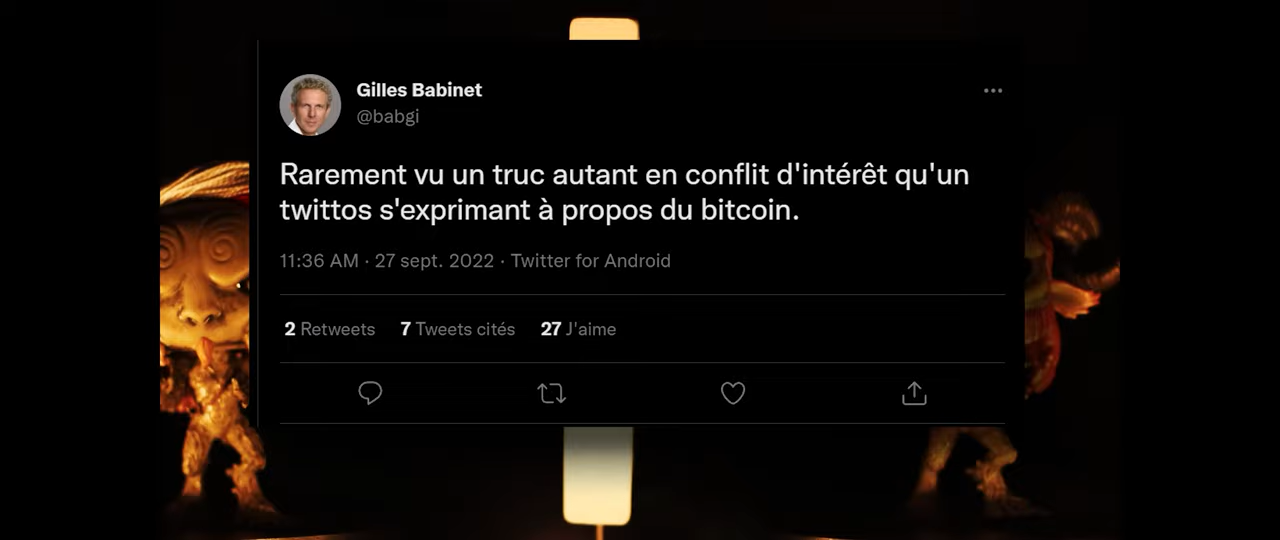 Gilles Babinet
@babgi
Rarement vu un truc autant en conflit d'intérêt qu'un
twittos s'exprimant à propos du bitcoin.
11:36 AM · 27 sept. 2022 · Twitter for Android
2 Retweets 7 Tweets cités 27 J'aime